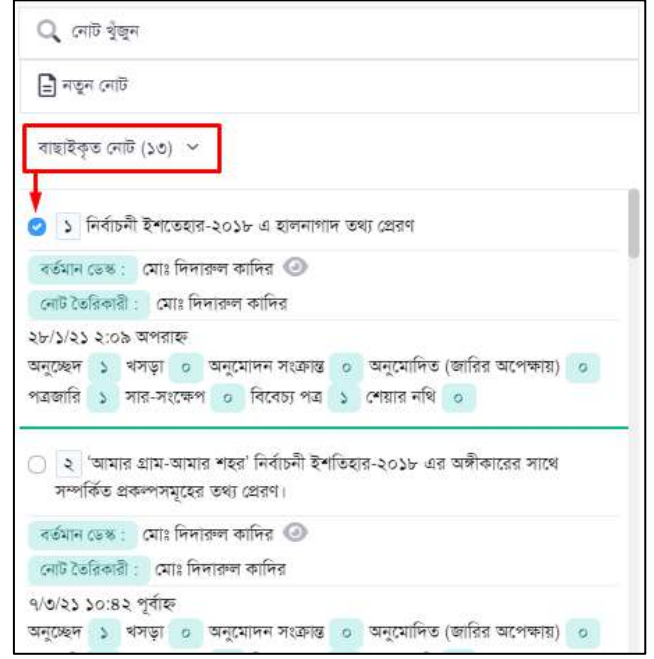 নোট খুঁজুন
নতুন নোট
বাছাইকৃত নোট (১৩)
১ নির্বাচনী ইশতেহার-২০১৮ এ হালনাগাদ তথ্য প্রেরণ
বর্তমান ডেস্ক : মোঃ দিদারুল কাদির
নোট তৈরিকারী : মোঃ দিদারুল কাদির
২৮/১/২১ ২:০৯ অপরাহ্ন
অনুচ্ছেদ ১ খসড়া ০ অনুমোদন সংক্রান্ত ০ অনুমোদিত (জারির অপেক্ষায়) ০
পত্রজারি ১ সার-সংক্ষেপ ০ বিবেচ্য পত্র ১ শেয়ার নথি ০
২ 'আমার গ্রাম-আমার শহর' নির্বাচনী ইশতিহার-২০১৮ এর অঙ্গীকারের সাথে
সম্পর্কিত প্রকল্পসমূহের তথ্য প্রেরণ।
বর্তমান ডেস্ক : মোঃ দিদারুল কাদির
নোট তৈরিকারী : মোঃ দিদারুল কাদির
৭/৩/২১ ১০:৪২ পূর্বাহ্ন
অনুচ্ছেদ ১ খসড়া ০ অনুমোদন সংক্রান্ত ০ অনুমোদিত (জারির অপেক্ষায়) ০